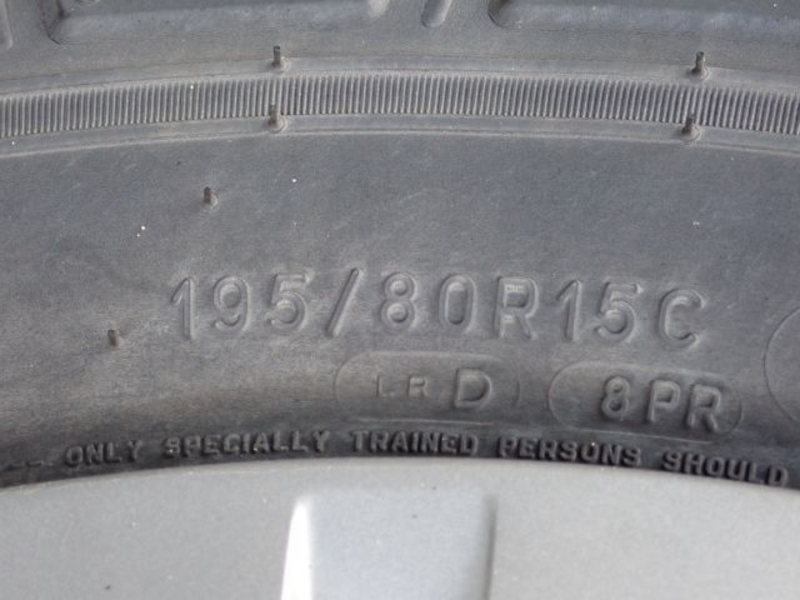 195/80R15C
LR D 8PR
ONLY SPECIALLY TRAINED PERSONS SHOULD